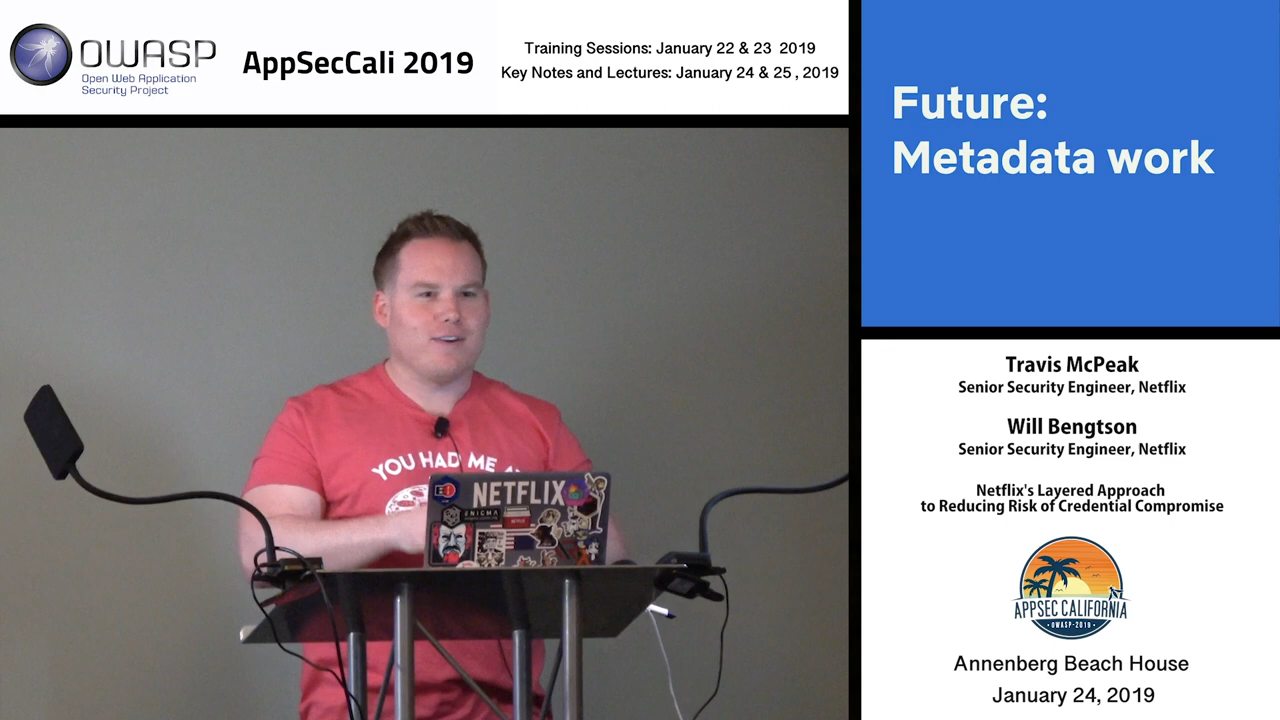 OWASP
Open Web Application
Security Project
AppSecCali 2019
Training Sessions: January 22 & 23 2019
Key Notes and Lectures: January 24 & 25 , 2019
Future:
Metadata work
YOU HAD ME
NETFLIX
ENIGMA
Travis McPeak
Senior Security Engineer, Netflix
Will Bengtson
Senior Security Engineer, Netflix
Netflix's Layered Approach
to Reducing Risk of Credential Compromise
APPSEC CALIFORNIA
• OWASP-2019 •
Annenberg Beach House
January 24, 2019